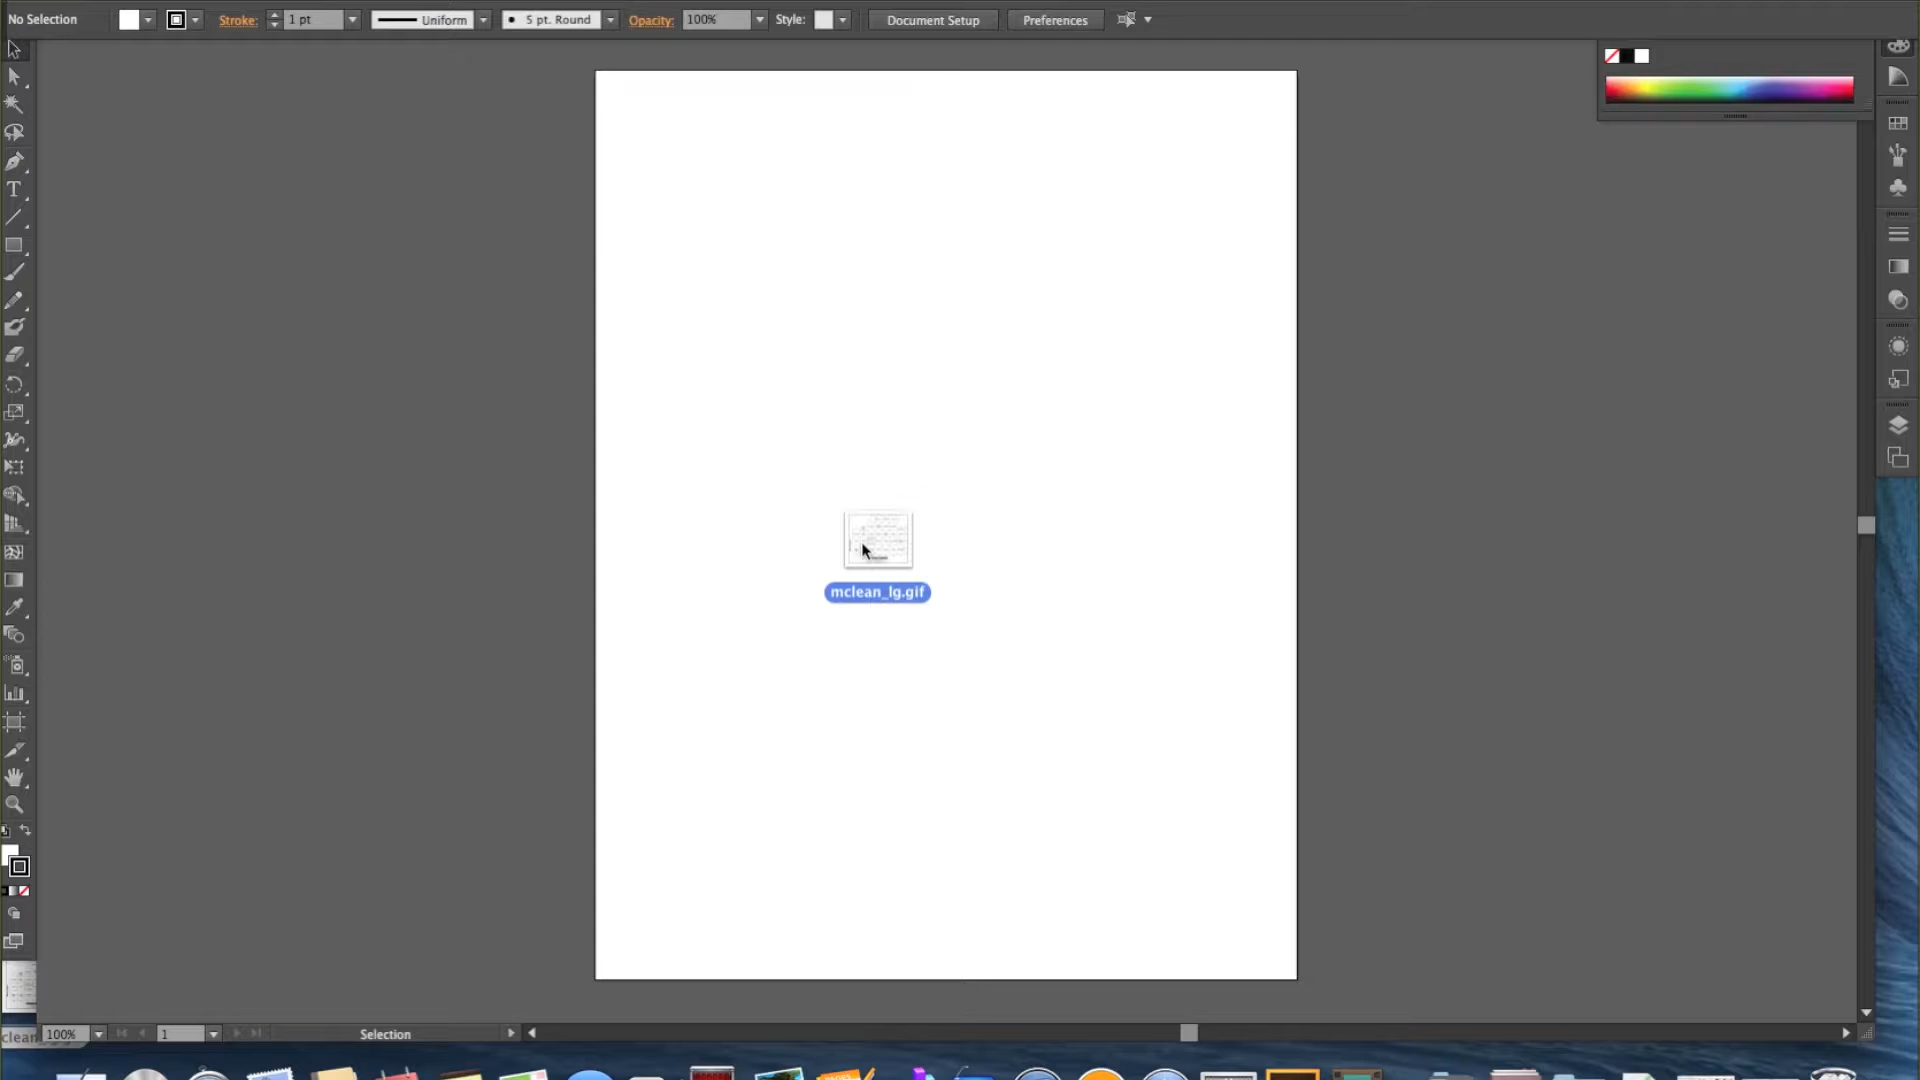 No Selection Stroke: 1 pt Uniform 5 pt. Round Opacity: 100% Style: Document Setup Preferences
T
mclean_lg.gif
clean
100% 1 Selection